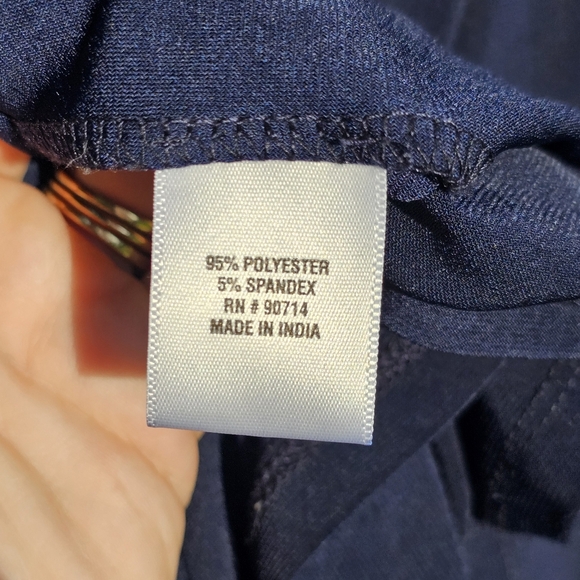 95% POLYESTER
5% SPANDEX
RN # 90714
MADE IN INDIA